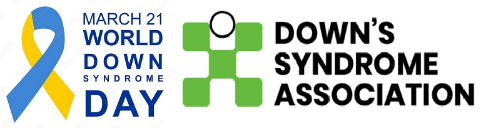 MARCH 21
WORLD
DOWN
SYNDROME
DAY
DOWN'S
SYNDROME
ASSOCIATION